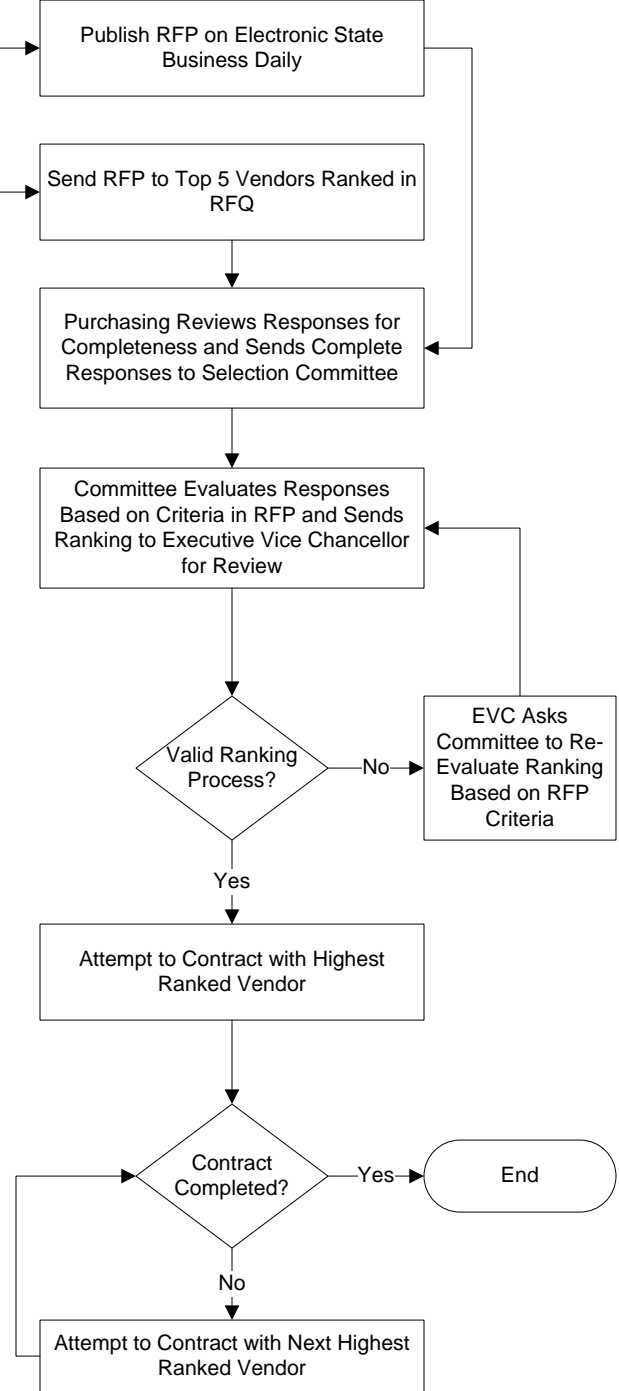 Publish RFP on Electronic State
Business Daily
Send RFP to Top 5 Vendors Ranked in
RFQ
Purchasing Reviews Responses for
Completeness and Sends Complete
Responses to Selection Committee
Committee Evaluates Responses
Based on Criteria in RFP and Sends
Ranking to Executive Vice Chancellor
for Review
Valid Ranking
Process?
No
EVC Asks
Committee to Re-
Evaluate Ranking
Based on RFP
Criteria
Yes
Attempt to Contract with Highest
Ranked Vendor
Contract
Completed?
Yes
End
No
Attempt to Contract with Next Highest
Ranked Vendor